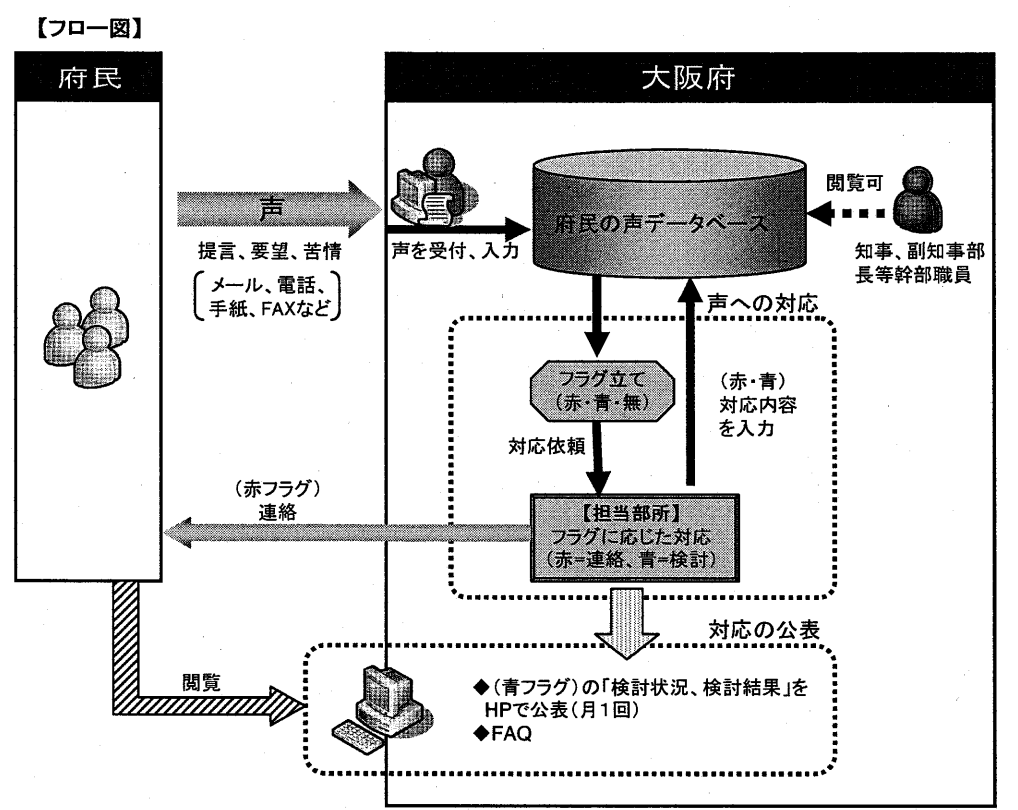 【フロー図】
府民
大阪府
声
提言、要望、苦情
メール、電話、
手紙、FAXなど
声を受付、入力
府民の声データベース
閲覧可
知事、副知事部
長等幹部職員
声への対応
フラグ立て
(赤・青・無)
(赤・青)
対応内容
を入力
対応依頼
(赤フラグ)
連絡
【担当部所】
フラグに応じた対応
(赤=連絡、青=検討)
対応の公表
閲覧
◆(青フラグ)の「検討状況、検討結果」を
HPで公表(月1回)
◆FAQ